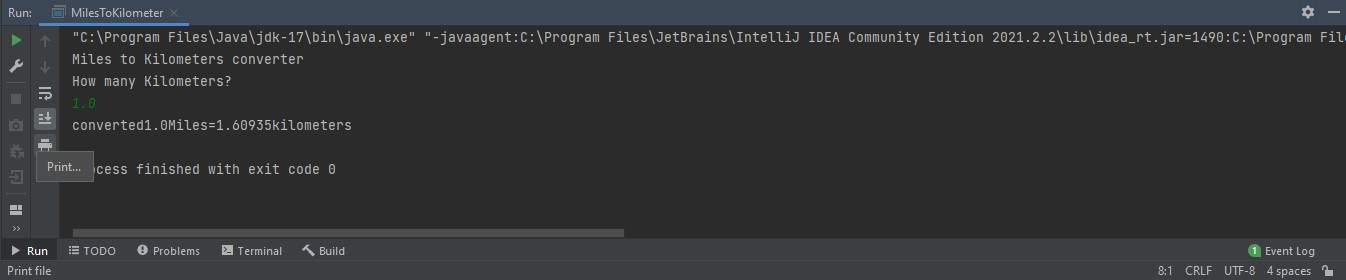 Run: MilesToKilometer
"C:\Program Files\Java\jdk-17\bin\java.exe" "-javaagent:C:\Program Files\JetBrains\IntelliJ IDEA Community Edition 2021.2.2\lib\idea_rt.jar=1490:C:\Program Fil
Miles to Kilometers converter
How many Kilometers?
1.0
converted1.0Miles=1.60935kilometers
Print...
ocess finished with exit code 0
Run TODO Problems Terminal Build 1 Event Log
Print file 8:1 CRLF UTF-8 4 spaces